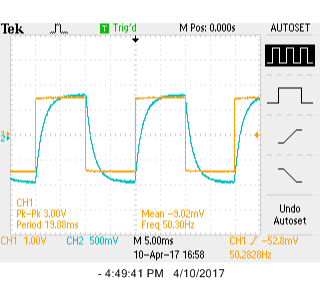 Tek Trig'd M Pos: 0.000s AUTOSET
1
2
CH1
Pk-Pk 3.00V Mean -9.02mV
Period 19.88ms Freq 50.30Hz
Undo
Autoset
CH1 1.00V CH2 500mV M 5.00ms CH1 -52.8mV
10-Apr-17 16:58 50.2828Hz
- 4:49:41 PM 4/10/2017